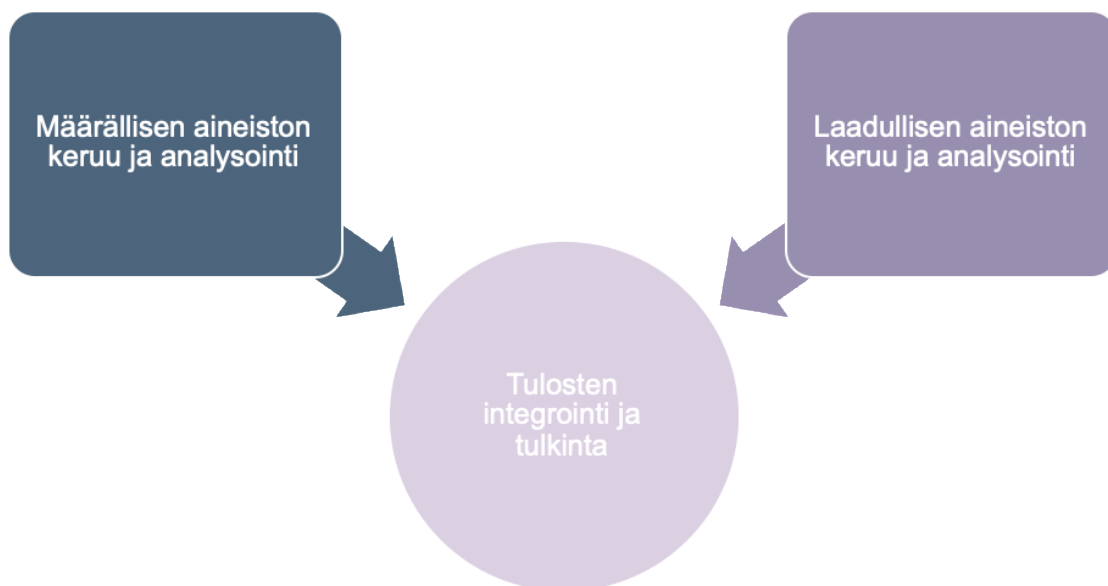 Määrällisen aineiston
keruu ja analysointi
Laadullisen aineiston
keruu ja analysointi
Tulosten
integrointi ja
tulkinta